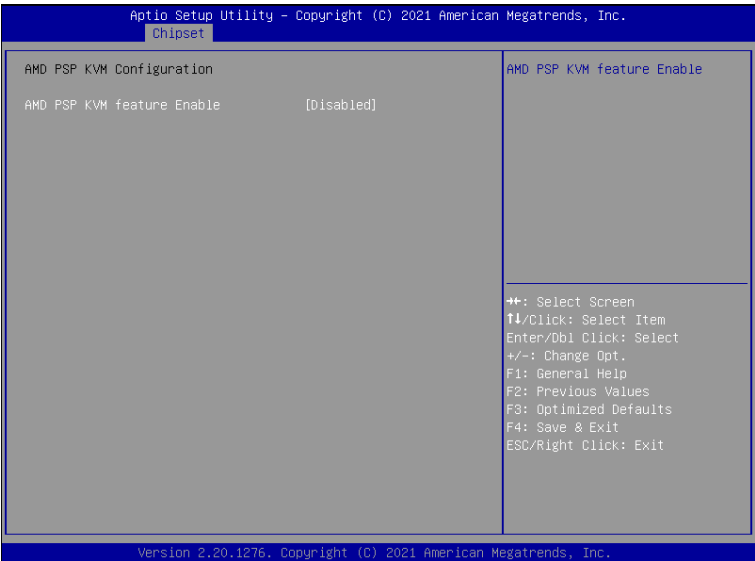 Aptio Setup Utility – Copyright (C) 2021 American Megatrends, Inc.
Chipset
AMD PSP KVM Configuration
AMD PSP KVM feature Enable [Disabled]
AMD PSP KVM feature Enable
→←: Select Screen
↑↓/Click: Select Item
Enter/Dbl Click: Select
+/-: Change Opt.
F1: General Help
F2: Previous Values
F3: Optimized Defaults
F4: Save & Exit
ESC/Right Click: Exit
Version 2.20.1276. Copyright (C) 2021 American Megatrends, Inc.